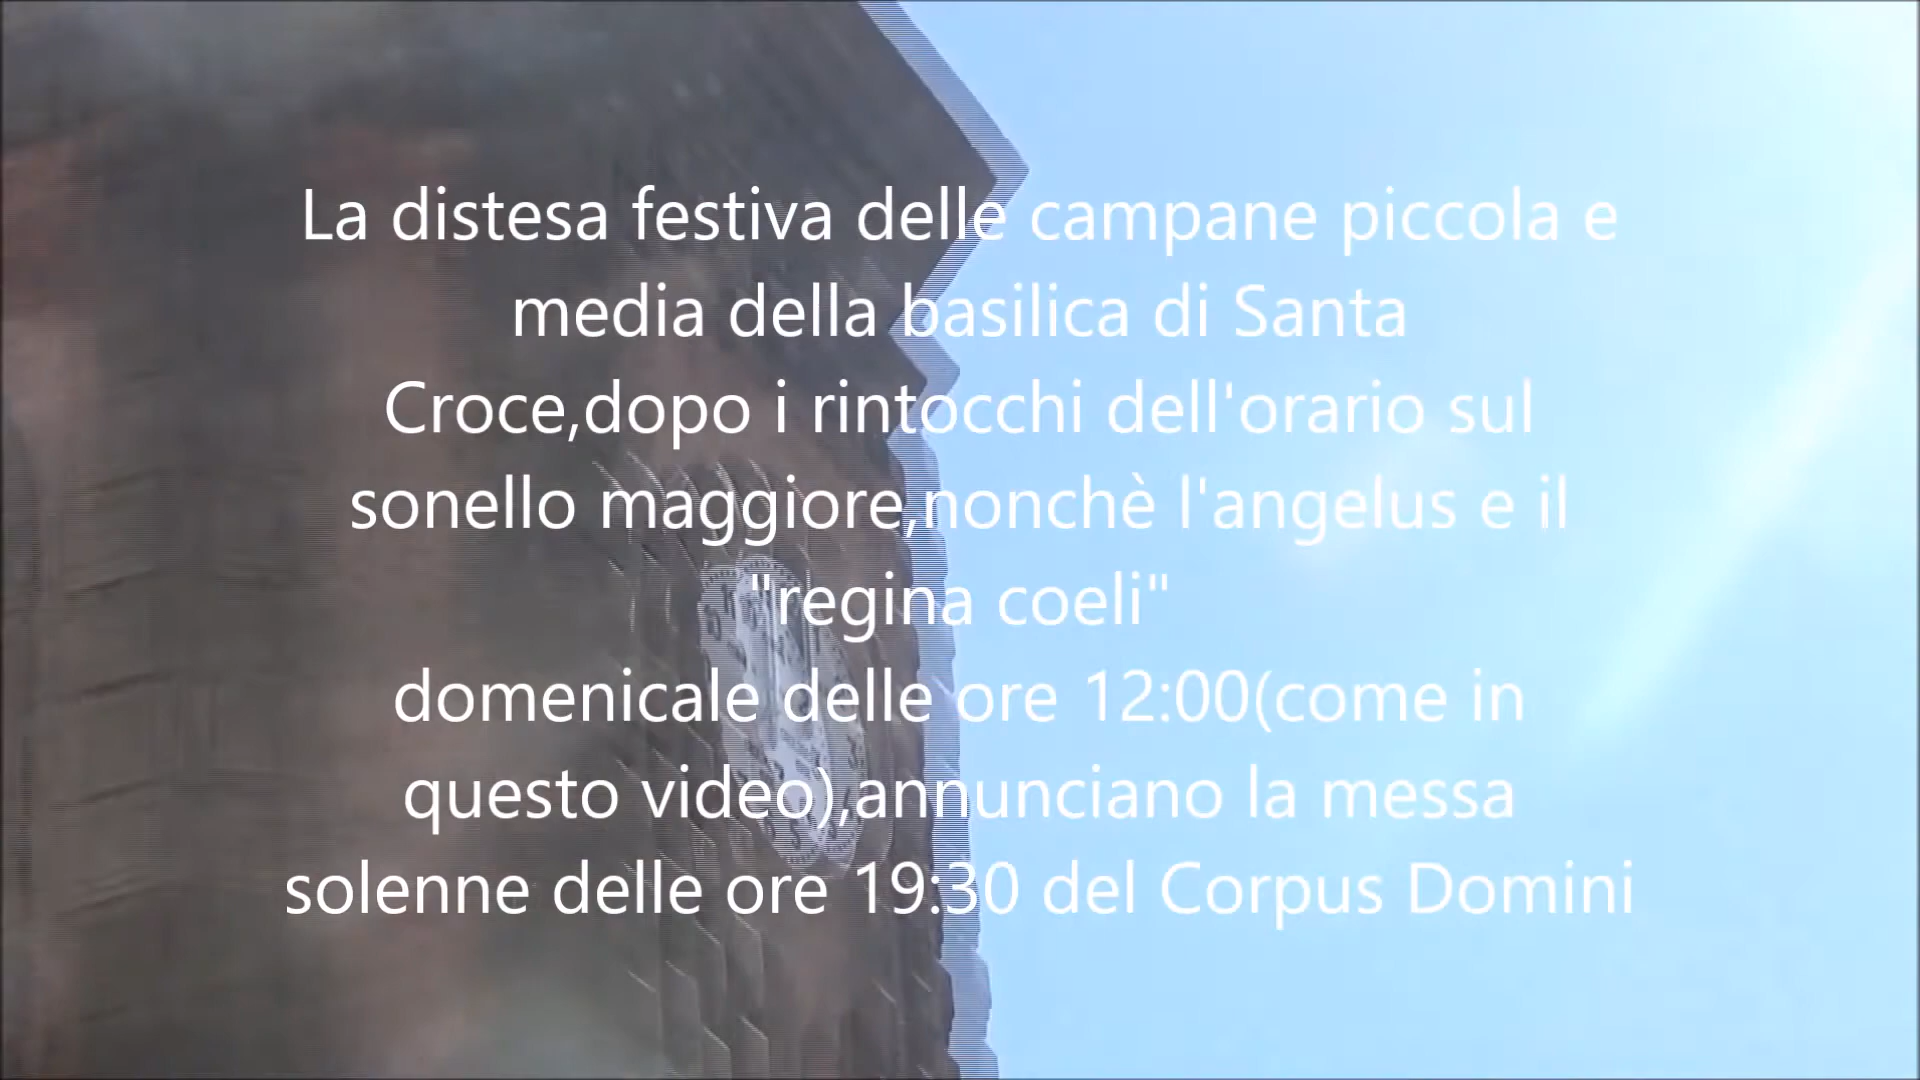 La distesa festiva delle campane piccola e
media della basilica di Santa
Croce,dopo i rintocchi dell'orario sul
sonello maggiore,nonchè l'angelus e il
"regina coeli"
domenicale delle ore 12:00(come in
questo video),annunciano la messa
solenne delle ore 19:30 del Corpus Domini